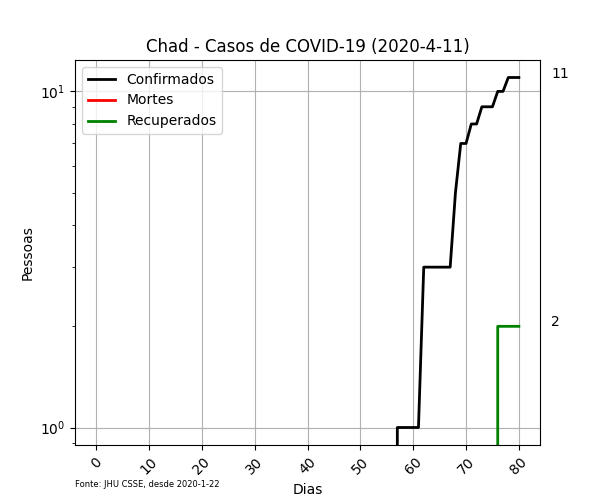 Chad - Casos de COVID-19 (2020-4-11)
Confirmados
Mortes
Recuperados
11
2
10¹
10⁰
Pessoas
0 10 20 30 40 50 60 70 80
Dias
Fonte: JHU CSSE, desde 2020-1-22